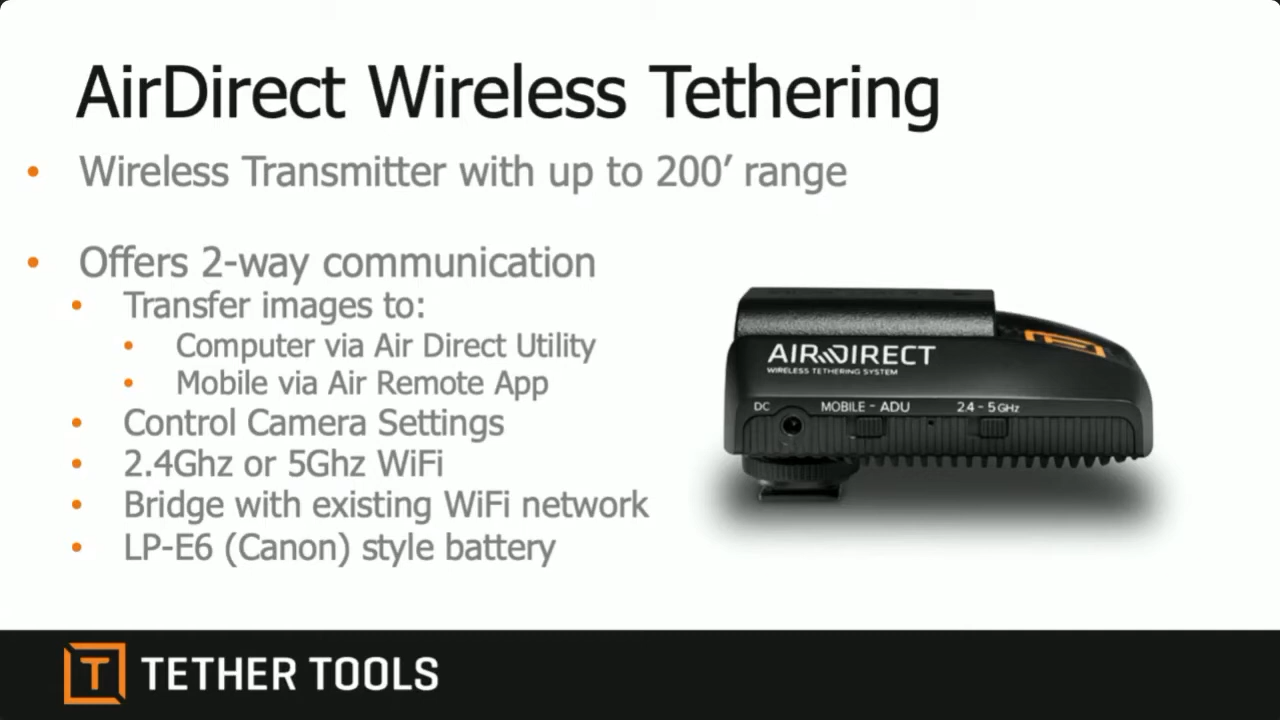 AirDirect Wireless Tethering
• Wireless Transmitter with up to 200’ range
• Offers 2-way communication
• Transfer images to:
• Computer via Air Direct Utility
• Mobile via Air Remote App
• Control Camera Settings
• 2.4Ghz or 5Ghz WiFi
• Bridge with existing WiFi network
• LP-E6 (Canon) style battery
AIRDIRECT
WIRELESS TETHERING SYSTEM
DC MOBILE - ADU 2.4 - 5 GHz
T TETHER TOOLS